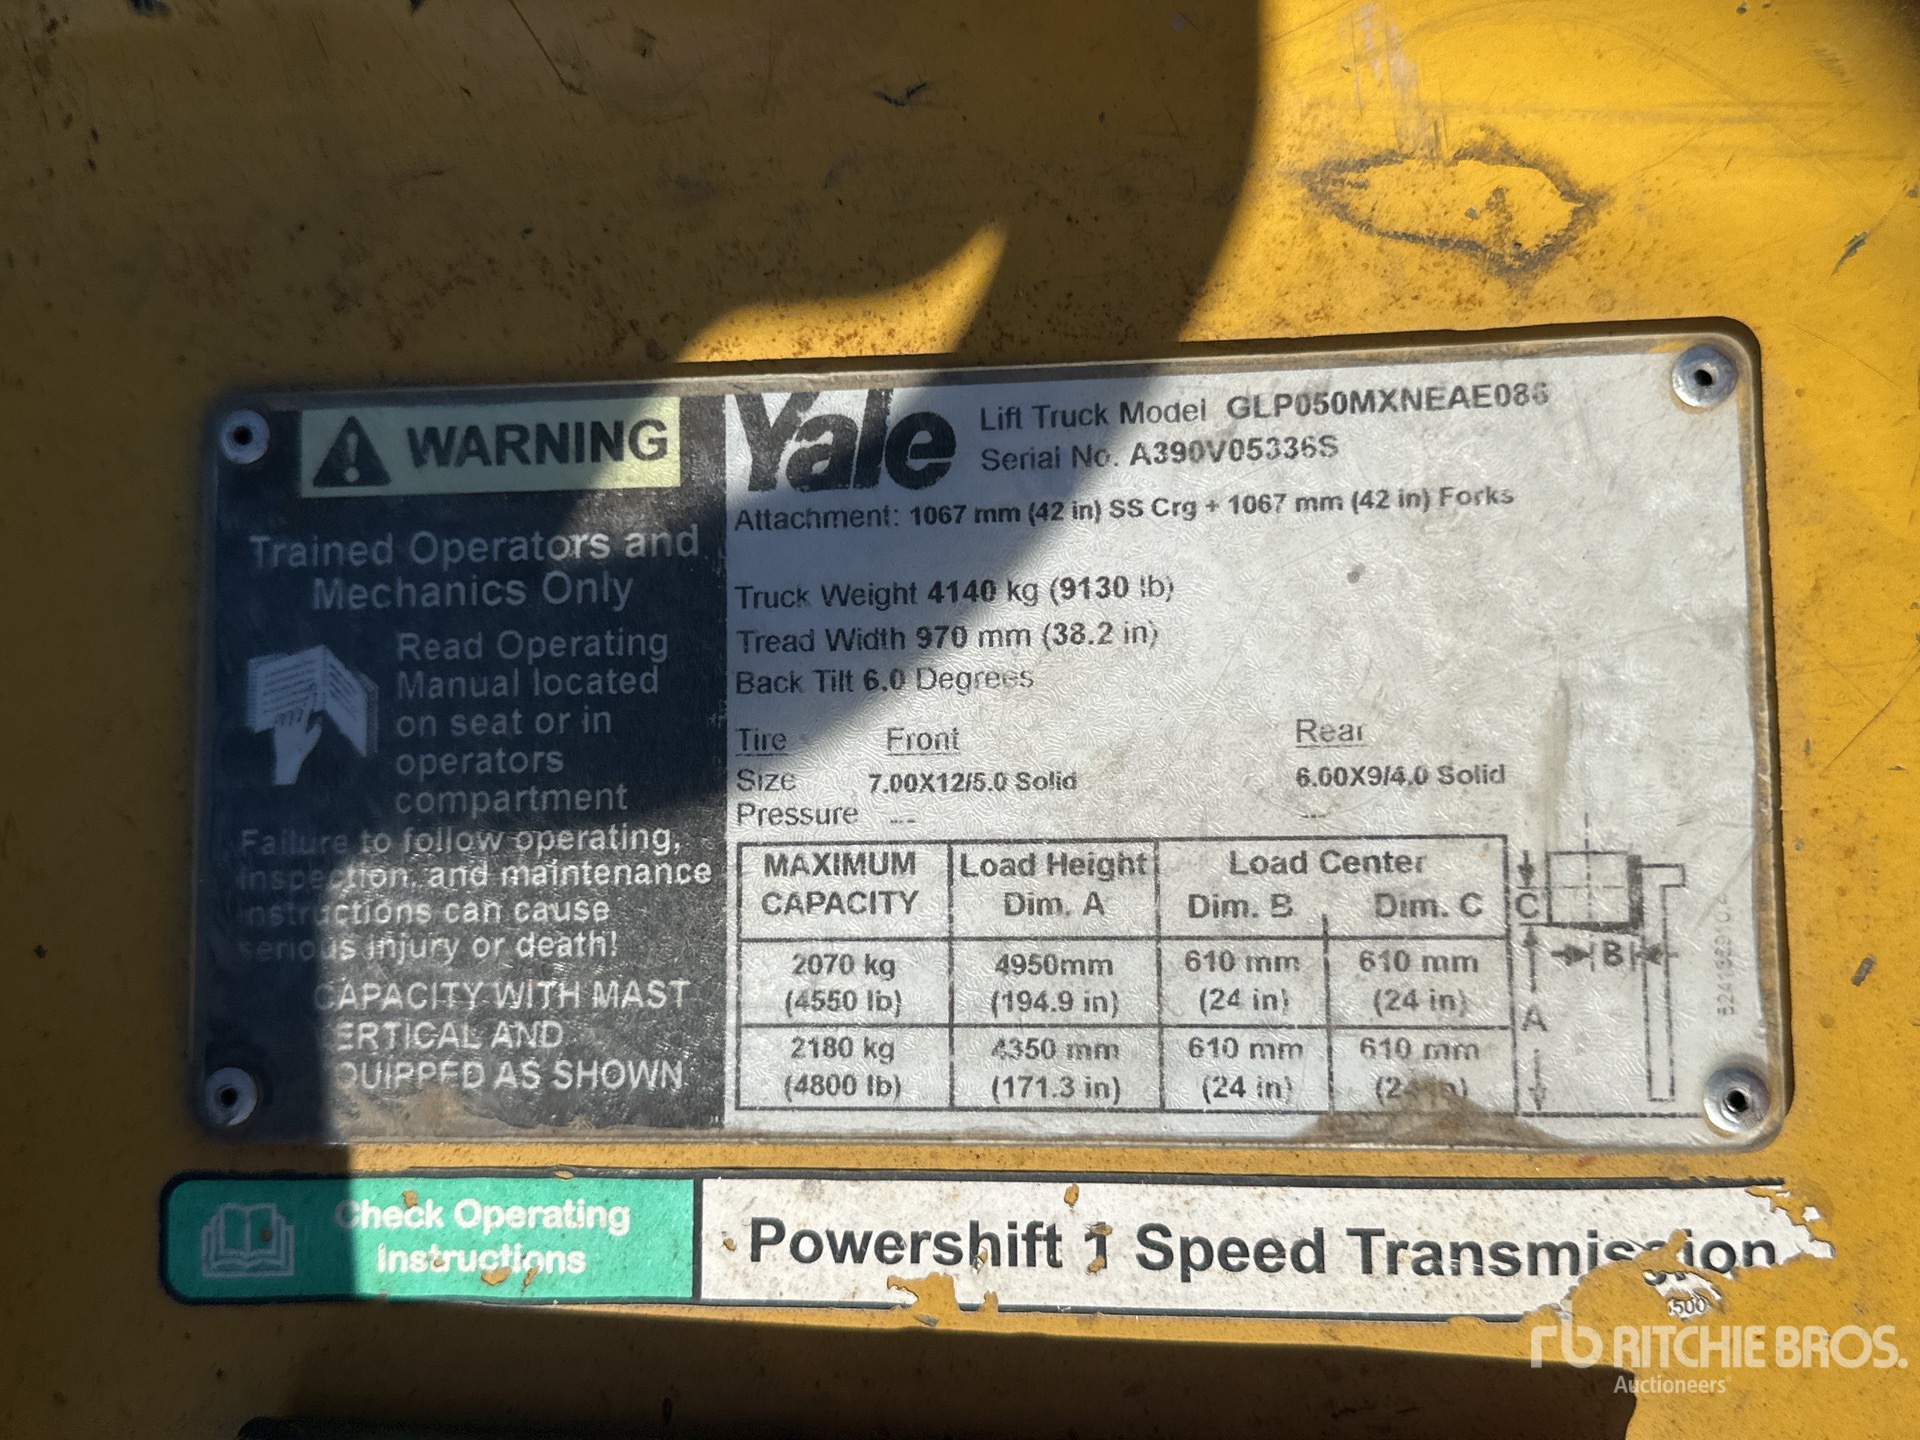 WARNING
Trained Operators and
Mechanics Only
Read Operating
Manual located
on seat or in
operators
compartment
Failure to follow operating,
inspection, and maintenance
instructions can cause
serious injury or death!
CAPACITY WITH MAST
ERTICAL AND
QUIPPED AS SHOWN
Yale
Lift Truck Model GLP050MXNEAE086
Serial No. A390V05336S
Attachment: 1067 mm (42 in) SS Crg + 1067 mm (42 in) Forks
Truck Weight 4140 kg (9130 lb)
Tread Width 970 mm (38.2 in)
Back Tilt 6.0 Degrees
Tire Front Rear
Size 7.00X12/5.0 Solid 6.00X9/4.0 Solid
Pressure --- ---
MAXIMUM Load Height Load Center
CAPACITY Dim. A Dim. B Dim. C
2070 kg 4950mm 610 mm 610 mm
(4550 lb) (194.9 in) (24 in) (24 in)
2180 kg 4350 mm 610 mm 610 mm
(4800 lb) (171.3 in) (24 in) (24 in)
C
B
A
Check Operating
Instructions
Powershift 1 Speed Transmission
500
rb RITCHIE BROS.
Auctioneers